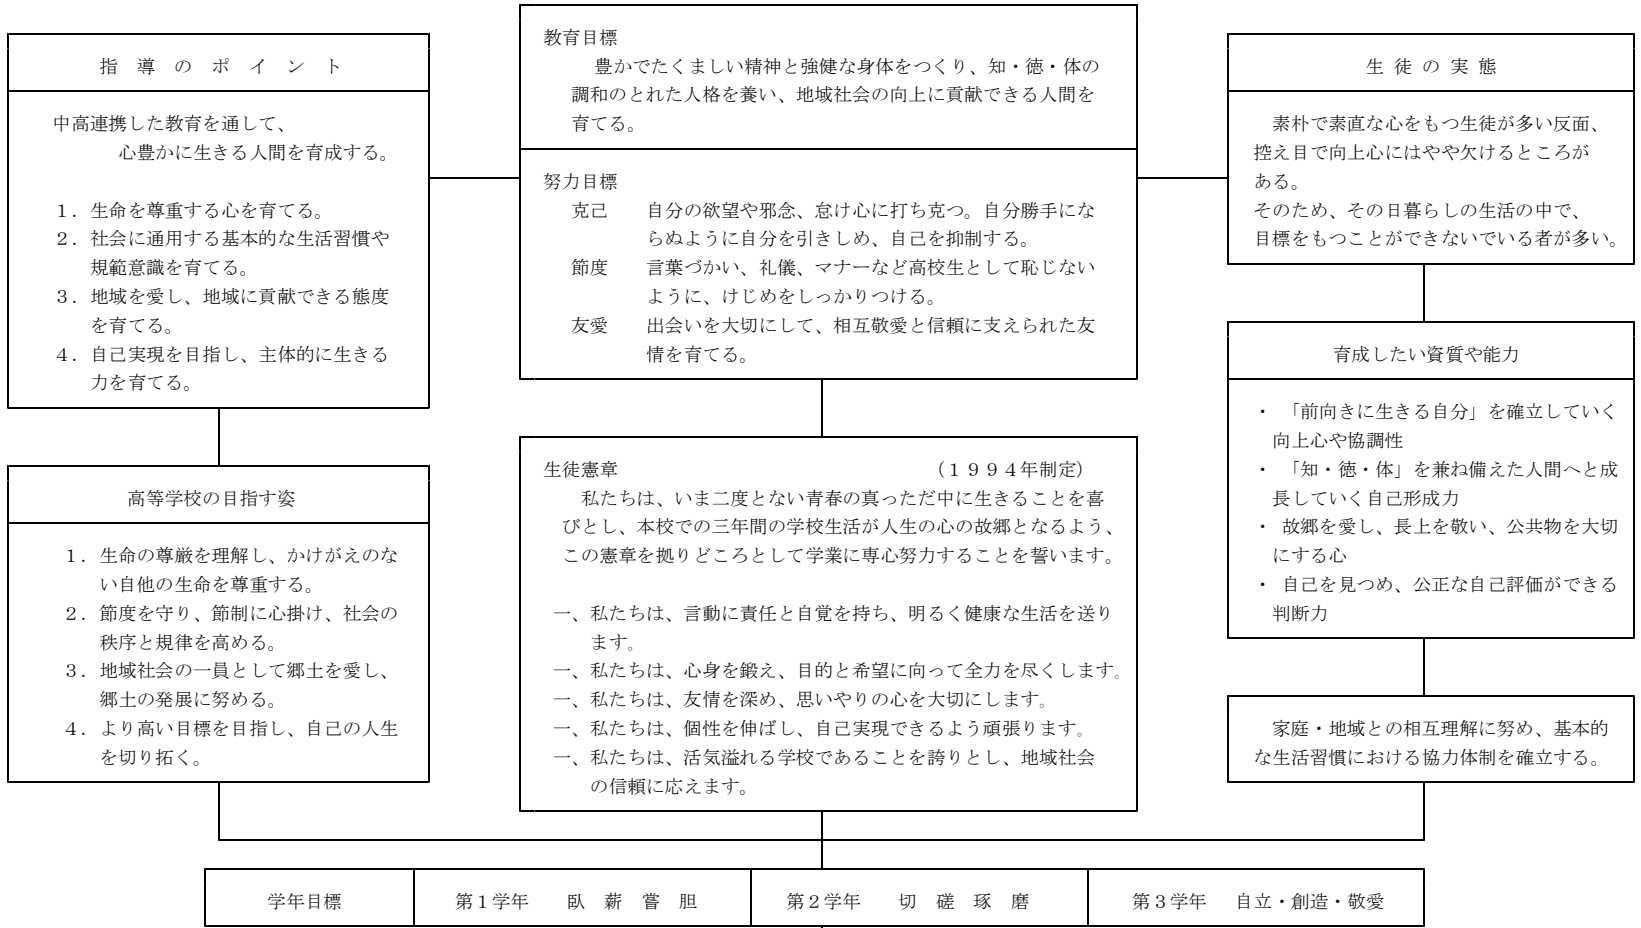 指　導　の　ポ　イ　ン　ト
中高連携した教育を通して、
心豊かに生きる人間を育成する。
１．生命を尊重する心を育てる。
２．社会に通用する基本的な生活習慣や
規範意識を育てる。
３．地域を愛し、地域に貢献できる態度
を育てる。
４．自己実現を目指し、主体的に生きる
力を育てる。
高等学校の目指す姿
１．生命の尊厳を理解し、かけがえのな
い自他の生命を尊重する。
２．節度を守り、節制に心掛け、社会の
秩序と規律を高める。
３．地域社会の一員として郷土を愛し、
郷土の発展に努める。
４．より高い目標を目指し、自己の人生
を切り拓く。
教育目標
豊かでたくましい精神と強健な身体をつくり、知・徳・体の
調和のとれた人格を養い、地域社会の向上に貢献できる人間を
育てる。
努力目標
克己　　自分の欲望や邪念、怠け心に打ち克つ。自分勝手にな
らぬように自分を引きしめ、自己を抑制する。
節度　　言葉づかい、礼儀、マナーなど高校生として恥じない
ように、けじめをしっかりつける。
友愛　　出会いを大切にして、相互敬愛と信頼に支えられた友
情を育てる。
生徒憲章　　（１９９４年制定）
私たちは、いま二度とない青春の真っただ中に生きることを喜
びとし、本校での三年間の学校生活が人生の心の故郷となるよう、
この憲章を拠りどころとして学業に専心努力することを誓います。
一、私たちは、言動に責任と自覚を持ち、明るく健康な生活を送り
ます。
一、私たちは、心身を鍛え、目的と希望に向って全力を尽くします。
一、私たちは、友情を深め、思いやりの心を大切にします。
一、私たちは、個性を伸ばし、自己実現できるよう頑張ります。
一、私たちは、活気溢れる学校であることを誇りとし、地域社会
の信頼に応えます。
生 徒 の 実 態
素朴で素直な心をもつ生徒が多い反面、
控え目で向上心にはやや欠けるところが
ある。
そのため、その日暮らしの生活の中で、
目標をもつことができないでいる者が多い。
育成したい資質や能力
・「前向きに生きる自分」を確立していく
向上心や協調性
・「知・徳・体」を兼ね備えた人間へと成
長していく自己形成力
・ 故郷を愛し、長上を敬い、公共物を大切
にする心
・ 自己を見つめ、公正な自己評価ができる
判断力
家庭・地域との相互理解に努め、基本的
な生活習慣における協力体制を確立する。
学年目標　　第１学年　　臥　薪　嘗　胆　　第２学年　　切　磋　琢　磨　　第３学年　　自立・創造・敬愛